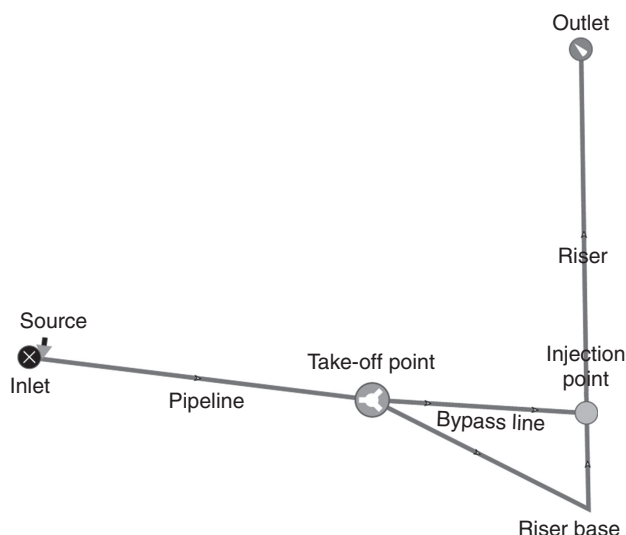 Outlet
Riser
Source
Inlet
Pipeline
Take-off point
Injection
point
Bypass line
Riser base